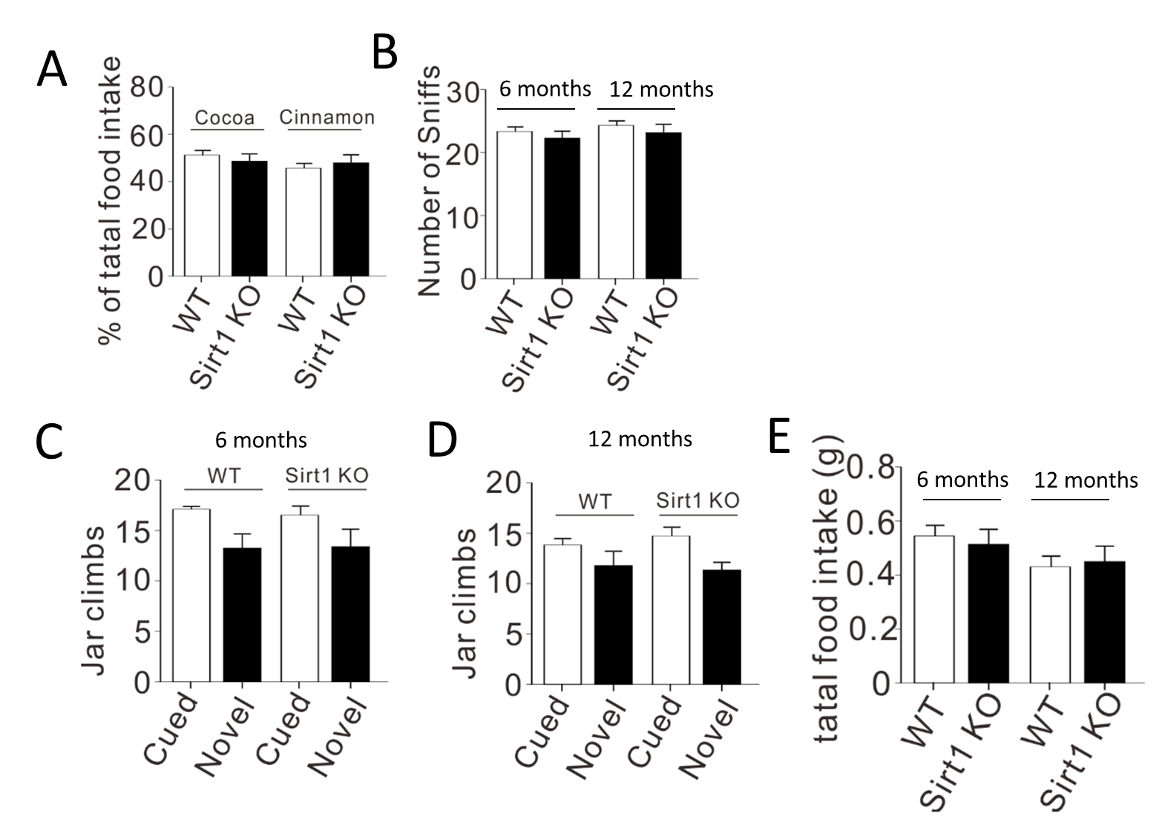 A
% of tatal food intake
80
60
40
20
0
Cocoa
Cinnamon
WT
Sirt1 KO
WT
Sirt1 KO
B
Number of Sniffs
30
20
10
0
6 months
12 months
WT
Sirt1 KO
WT
Sirt1 KO
C
6 months
Jar climbs
20
15
10
5
0
WT
Sirt1 KO
Cued
Novel
Cued
Novel
D
12 months
Jar climbs
20
15
10
5
0
WT
Sirt1 KO
Cued
Novel
Cued
Novel
E
tatal food intake (g)
0.8
0.6
0.4
0.2
0
6 months
12 months
WT
Sirt1 KO
WT
Sirt1 KO